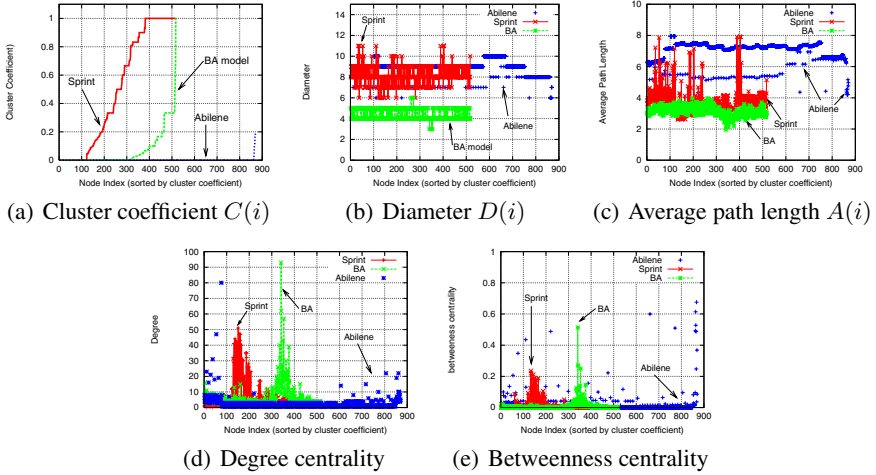 Cluster Coefficient)
1
0.8
0.6
0.4
0.2
0
Sprint
BA model
Abilene
0 100 200 300 400 500 600 700 800 900
Node Index (sorted by cluster coefficient)
(a) Cluster coefficient C(i)
Diameter
14
12
10
8
6
4
2
0
Abilene
Sprint
BA
Sprint
Abilene
BA model
0 100 200 300 400 500 600 700 800 900
Node Index (sorted by cluster coefficient)
(b) Diameter D(i)
Average Path Length
10
8
6
4
2
0
Abilene
Sprint
BA
Abilene
Sprint
BA
0 100 200 300 400 500 600 700 800 900
Node Index (sorted by cluster coefficient)
(c) Average path length A(i)
Degree
100
90
80
70
60
50
40
30
20
10
0
Sprint
BA
Abilene
Sprint
BA
Abilene
0 100 200 300 400 500 600 700 800 900
Node Index (sorted by cluster coefficient)
(d) Degree centrality
betweeness centrality
1
0.8
0.6
0.4
0.2
0
Abilene
Sprint
BA
Sprint
BA
Abilene
0 100 200 300 400 500 600 700 800 900
Node Index (sorted by cluster coefficient)
(e) Betweenness centrality